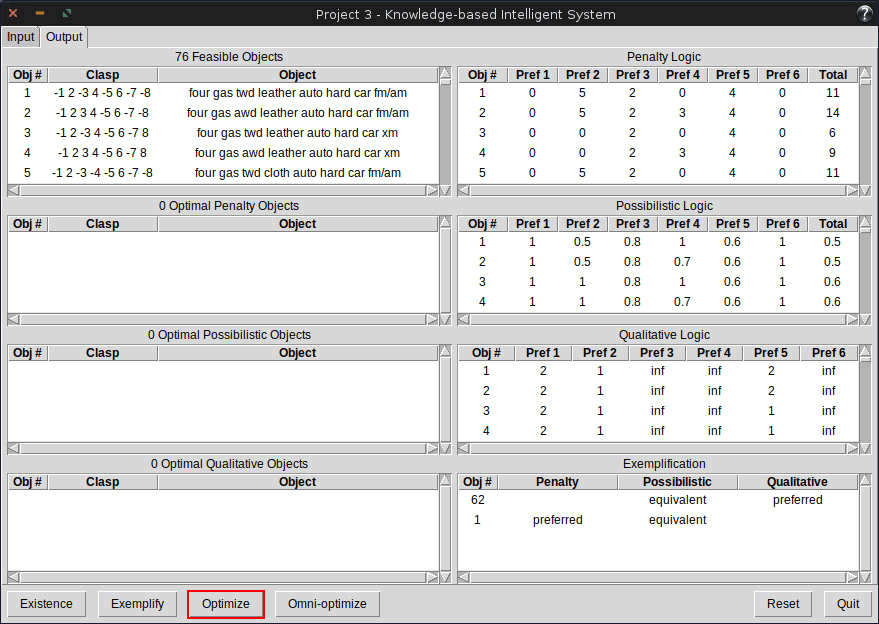 Project 3 - Knowledge-based Intelligent System ?
Input Output
76 Feasible Objects
Obj # Clasp Object
1 -1 2 -3 4 -5 6 -7 -8 four gas twd leather auto hard car fm/am
2 -1 2 3 4 -5 6 -7 -8 four gas awd leather auto hard car fm/am
3 -1 2 -3 4 -5 6 -7 8 four gas twd leather auto hard car xm
4 -1 2 3 4 -5 6 -7 8 four gas awd leather auto hard car xm
5 -1 2 -3 -4 -5 6 -7 -8 four gas twd cloth auto hard car fm/am
Penalty Logic
Obj # Pref 1 Pref 2 Pref 3 Pref 4 Pref 5 Pref 6 Total
1 0 5 2 0 4 0 11
2 0 5 2 3 4 0 14
3 0 0 2 0 4 0 6
4 0 0 2 3 4 0 9
5 0 5 2 0 4 0 11
0 Optimal Penalty Objects
Obj # Clasp Object
Possibilistic Logic
Obj # Pref 1 Pref 2 Pref 3 Pref 4 Pref 5 Pref 6 Total
1 1 0.5 0.8 1 0.6 1 0.5
2 1 0.5 0.8 0.7 0.6 1 0.5
3 1 1 0.8 1 0.6 1 0.6
4 1 1 0.8 0.7 0.6 1 0.6
0 Optimal Possibilistic Objects
Obj # Clasp Object
Qualitative Logic
Obj # Pref 1 Pref 2 Pref 3 Pref 4 Pref 5 Pref 6
1 2 1 inf inf 2 inf
2 2 1 inf inf 2 inf
3 2 1 inf inf 1 inf
4 2 1 inf inf 1 inf
0 Optimal Qualitative Objects
Obj # Clasp Object
Exemplification
Obj # Penalty Possibilistic Qualitative
62 equivalent preferred
1 preferred equivalent
Existence Exemplify Optimize Omni-optimize Reset Quit